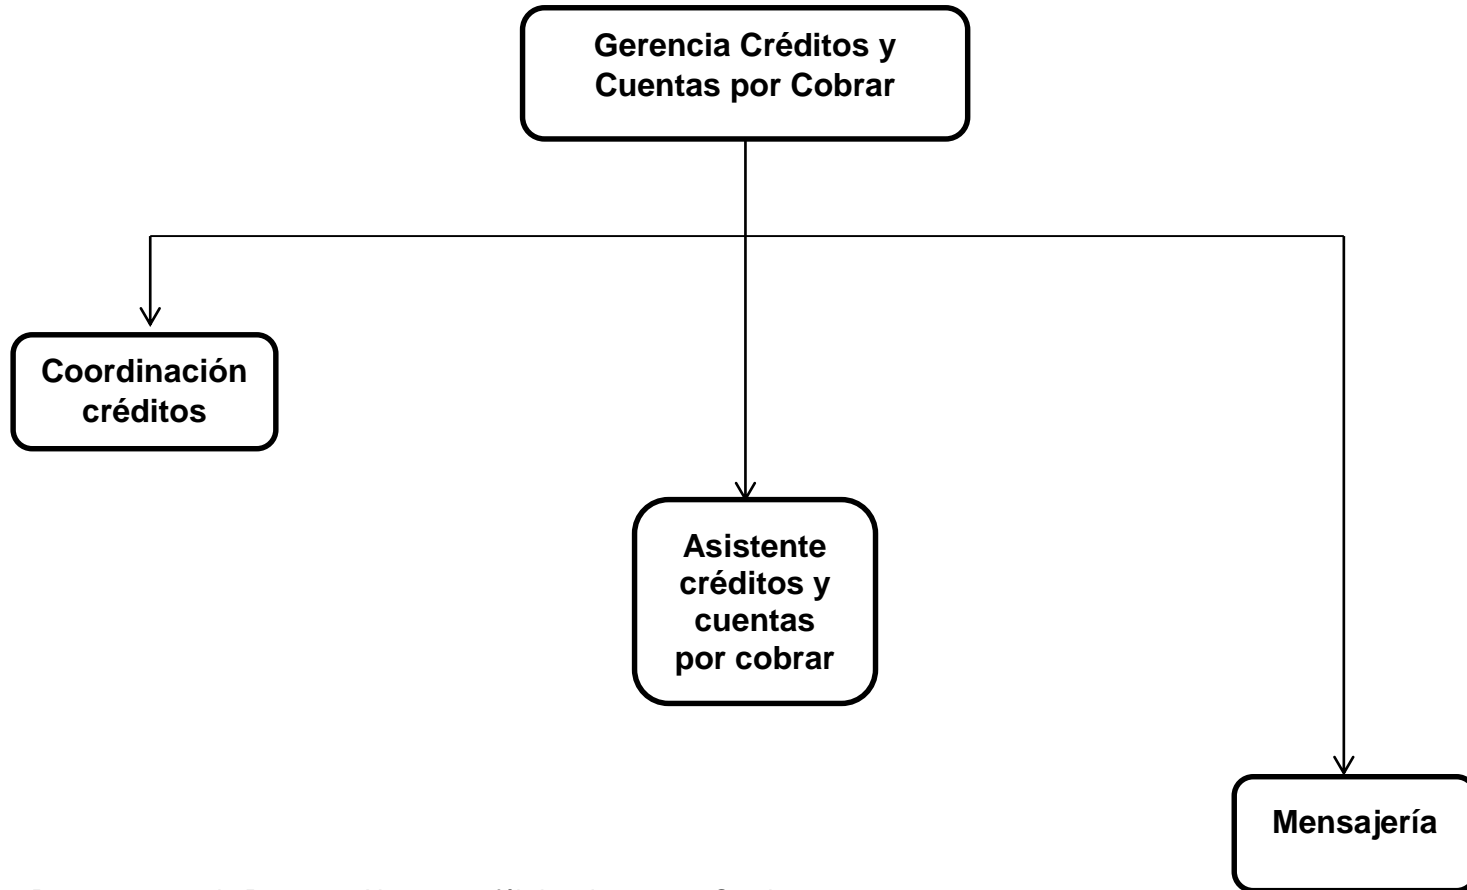 Gerencia Créditos y
Cuentas por Cobrar
Coordinación
créditos
Asistente
créditos y
cuentas
por cobrar
Mensajería